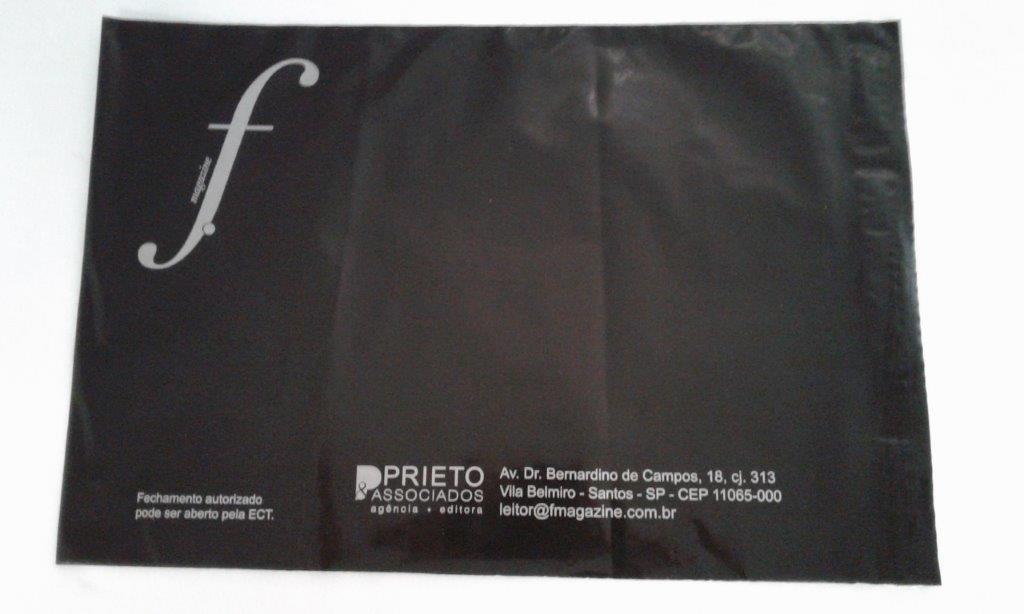 f
magazine
Fechamento autorizado
pode ser aberto pela ECT.
PRIETO
& ASSOCIADOS
agência • editora
Av. Dr. Bernardino de Campos, 18, cj. 313
Vila Belmiro - Santos - SP - CEP 11065-000
leitor@fmagazine.com.br